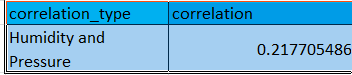 correlation_type correlation
Humidity and
Pressure 0.217705486